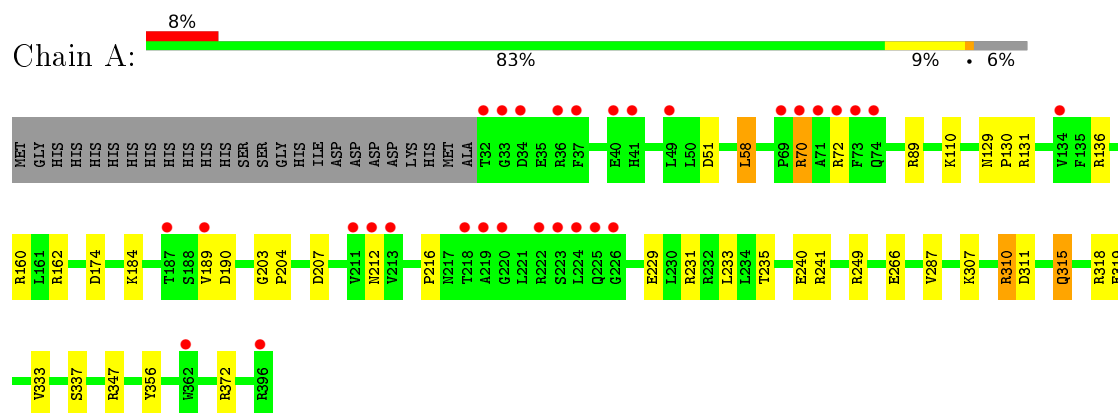 8%
Chain A:
83% 9% • 6%
MET GLY HIS HIS HIS HIS HIS HIS HIS HIS HIS HIS SER SER GLY HIS ILE ASP ASP ASP ASP LYS HIS MET ALA T32 G33 D34 E35 R36 F37 E40 H41 L49 L50 D51 L58 P69 R70 A71 R72 F73 Q74 R89 K110 N129 P130 R131 V134 F135 R136
R160 L161 R162 D174 K184 T187 S188 V189 D190 G203 P204 D207 V211 N212 V213 P216 N217 T218 A219 G220 L221 R222 S223 L224 Q225 G226 E229 L230 R231 R232 L233 L234 T235 E240 R241 R249 E266 V287 K307 R310 D311 Q315 R318
V333 S337 R347 Y356 W362 R372 R396